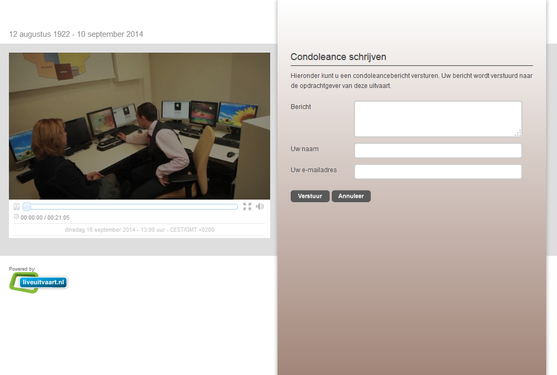 12 augustus 1922 - 10 september 2014
00:00:00 / 00:21:05
dinsdag 16 september 2014 - 13:00 uur - CEST/GMT +0200
Powered by:
liveuitvaart.nl
Condoleance schrijven
Hieronder kunt u een condoleancebericht versturen. Uw bericht wordt verstuurd naar
de opdrachtgever van deze uitvaart.
Bericht
Uw naam
Uw e-mailadres
Verstuur Annuleer